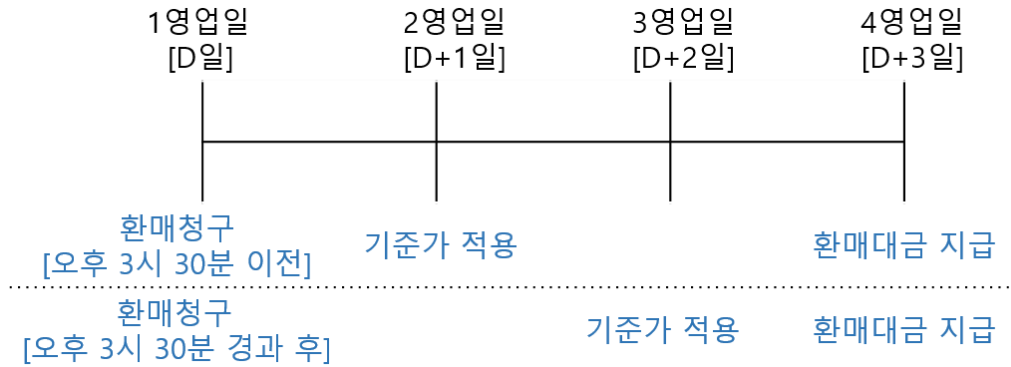 1영업일 2영업일 3영업일 4영업일
[D일] [D+1일] [D+2일] [D+3일]
환매청구
[오후 3시 30분 이전] 기준가 적용 환매대금 지급
환매청구
[오후 3시 30분 경과 후] 기준가 적용 환매대금 지급